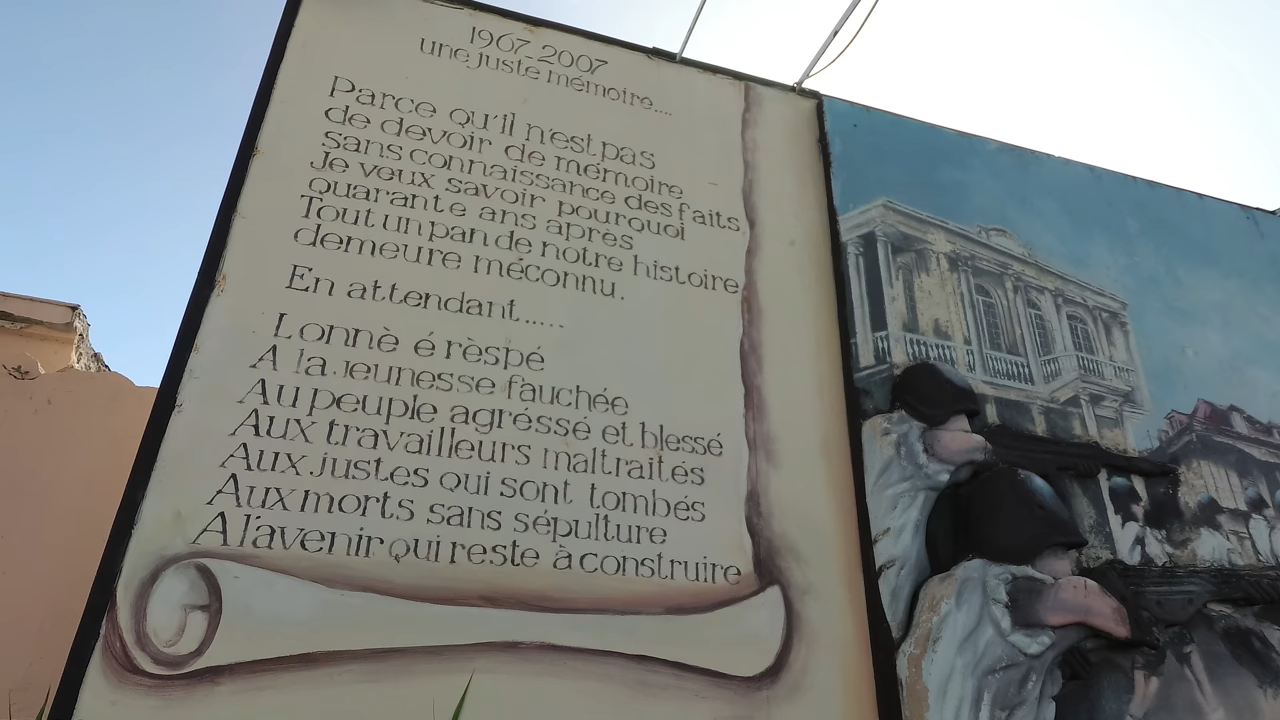 1967-2007
une juste mémoire....
Parce qu'il n'est pas
de devoir de mémoire
sans connaissance des faits,
Je veux savoir pourquoi
quarante ans après
Tout un pan de notre histoire
demeure méconnu.
En attendant.....
Lonnè é rèspé
A la jeunesse fauchée
Au peuple agréssé et blessé
Aux travailleurs maltraités
Aux justes qui sont tombés
Aux morts sans sépulture
A l'avenir qui reste à construire